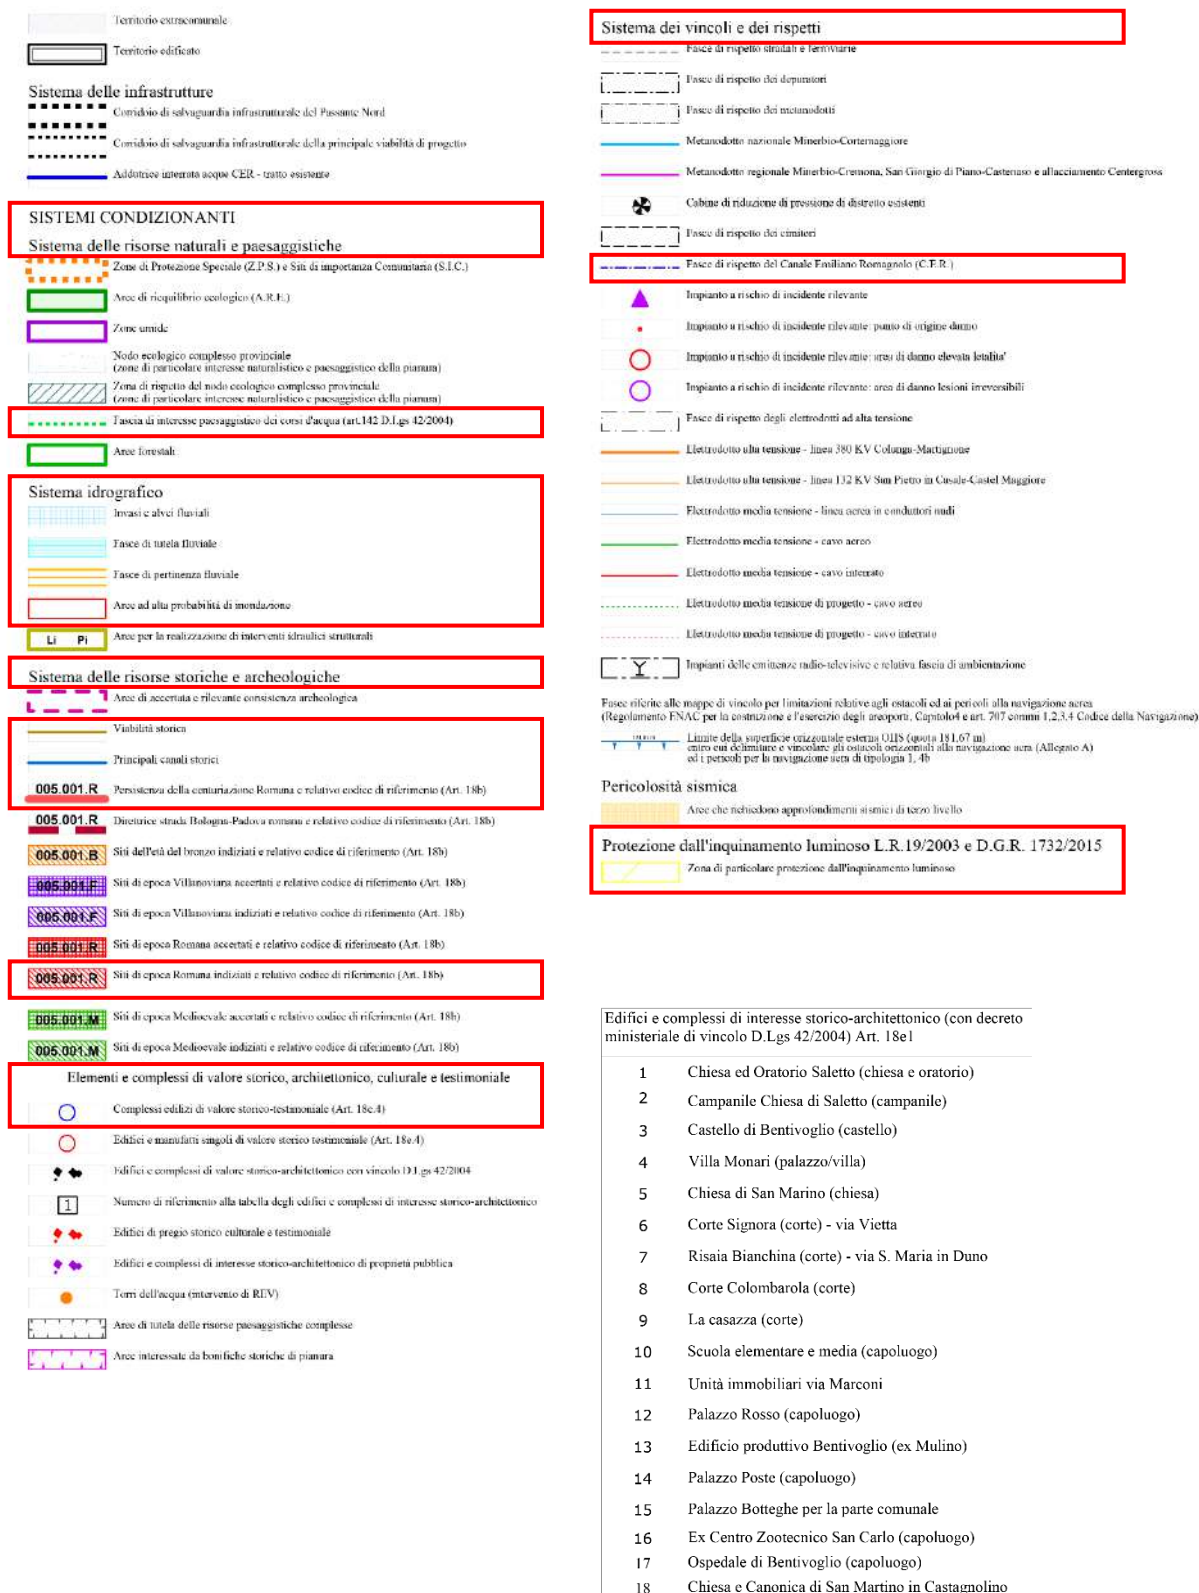 Territorio extracomunale
Territorio edificato
Sistema delle infrastrutture
Corridoio di salvaguardia infrastrutturale del Passante Nord
Corridoio di salvaguardia infrastrutturale della principale viabilità di progetto
Adduttrice interrata acque CER - tratto esistente
SISTEMI CONDIZIONANTI
Sistema delle risorse naturali e paesaggistiche
Zone di Protezione Speciale (Z.P.S.) e Siti di importanza Comunitaria (S.I.C.)
Aree di riequilibrio ecologico (A.R.E.)
Zone umide
Nodo ecologico complesso provinciale
(zone di particolare interesse naturalistico e paesaggistico della pianura)
Zona di rispetto del nodo ecologico complesso provinciale
(zone di particolare interesse naturalistico e paesaggistico della pianura)
Fascia di interesse paesaggistico dei corsi d'acqua (art.142 D.Lgs 42/2004)
Aree forestali
Sistema idrografico
Invasi e alvei fluviali
Fasce di tutela fluviale
Fasce di pertinenza fluviale
Aree ad alta probabilità di inondazione
Li Pi Aree per la realizzazione di interventi idraulici strutturali
Sistema delle risorse storiche e archeologiche
Aree di accertata e rilevante consistenza archeologica
Viabilità storica
Principali canali storici
005.001.R Persistenza della centuriazione Romana e relativo codice di riferimento (Art. 18b)
005.001.R Direttrice strada Bologna-Padova romana e relativo codice di riferimento (Art. 18b)
005.001.B Siti dell'età del bronzo indiziati e relativo codice di riferimento (Art. 18b)
005.001.F Siti di epoca Villanoviana accertati e relativo codice di riferimento (Art. 18b)
005.001.F Siti di epoca Villanoviana indiziati e relativo codice di riferimento (Art. 18b)
005.001.R Siti di epoca Romana accertati e relativo codice di riferimento (Art. 18b)
005.001.R Siti di epoca Romana indiziati e relativo codice di riferimento (Art. 18b)
005.001.M Siti di epoca Medioevale accertati e relativo codice di riferimento (Art. 18b)
005.001.M Siti di epoca Medioevale indiziati e relativo codice di riferimento (Art. 18b)
Elementi e complessi di valore storico, architettonico, culturale e testimoniale
Complessi edilizi di valore storico-testimoniale (Art. 18e.4)
Edifici e manufatti singoli di valore storico testimoniale (Art. 18e.4)
Edifici e complessi di valore storico-architettonico con vincolo D.Lgs 42/2004
1 Numero di riferimento alla tabella degli edifici e complessi di interesse storico-architettonico
Edifici di pregio storico culturale e testimoniale
Edifici e complessi di interesse storico-architettonico di proprietà pubblica
Torri dell'acqua (intervento di REV)
Aree di tutela delle risorse paesaggistiche complesse
Aree interessate da bonifiche storiche di pianura
Sistema dei vincoli e dei rispetti
Fasce di rispetto stradali e ferroviarie
Fasce di rispetto dei depuratori
Fasce di rispetto dei metanodotti
Metanodotto nazionale Minerbio-Cortemaggiore
Metanodotto regionale Minerbio-Cremona, San Giorgio di Piano-Castenaso e allacciamento Centergross
Cabine di riduzione di pressione di distretto esistenti
Fasce di rispetto dei cimiteri
Fasce di rispetto del Canale Emiliano Romagnolo (C.E.R.)
Impianto a rischio di incidente rilevante
Impianto a rischio di incidente rilevante: punto di origine danno
Impianto a rischio di incidente rilevante: area di danno elevata letalita'
Impianto a rischio di incidente rilevante: area di danno lesioni irreversibili
Fasce di rispetto degli elettrodotti ad alta tensione
Elettrodotto alta tensione - linea 380 KV Colunga-Martignone
Elettrodotto alta tensione - linea 132 KV San Pietro in Casale-Castel Maggiore
Elettrodotto media tensione - linea aerea in conduttori nudi
Elettrodotto media tensione - cavo aereo
Elettrodotto media tensione - cavo interrato
Elettrodotto media tensione di progetto - cavo aereo
Elettrodotto media tensione di progetto - cavo interrato
Impianti delle emittenze radio-televisive e relativa fascia di ambientazione
Fasce riferite alle mappe di vincolo per limitazioni relative agli ostacoli ed ai pericoli alla navigazione aerea
(Regolamento ENAC per la costruzione e l'esercizio degli areoporti, Capitolo4 e art. 707 commi 1,2,3,4 Codice della Navigazione)
Limite della superficie orizzontale esterna OHS (quota 181,67 m)
entro cui delimitare e vincolare gli ostacoli orizzontali alla navigazione aera (Allegato A)
ed i pericoli per la navigazione aera di tipologia 1, 4b
Pericolosità sismica
Aree che richiedono approfondimenti sismici di terzo livello
Protezione dall'inquinamento luminoso L.R.19/2003 e D.G.R. 1732/2015
Zona di particolare protezione dall'inquinamento luminoso
Edifici e complessi di interesse storico-architettonico (con decreto
ministeriale di vincolo D.Lgs 42/2004) Art. 18e1
1 Chiesa ed Oratorio Saletto (chiesa e oratorio)
2 Campanile Chiesa di Saletto (campanile)
3 Castello di Bentivoglio (castello)
4 Villa Monari (palazzo/villa)
5 Chiesa di San Marino (chiesa)
6 Corte Signora (corte) - via Vietta
7 Risaia Bianchina (corte) - via S. Maria in Duno
8 Corte Colombarola (corte)
9 La casazza (corte)
10 Scuola elementare e media (capoluogo)
11 Unità immobiliari via Marconi
12 Palazzo Rosso (capoluogo)
13 Edificio produttivo Bentivoglio (ex Mulino)
14 Palazzo Poste (capoluogo)
15 Palazzo Botteghe per la parte comunale
16 Ex Centro Zootecnico San Carlo (capoluogo)
17 Ospedale di Bentivoglio (capoluogo)
18 Chiesa e Canonica di San Martino in Castagnolino